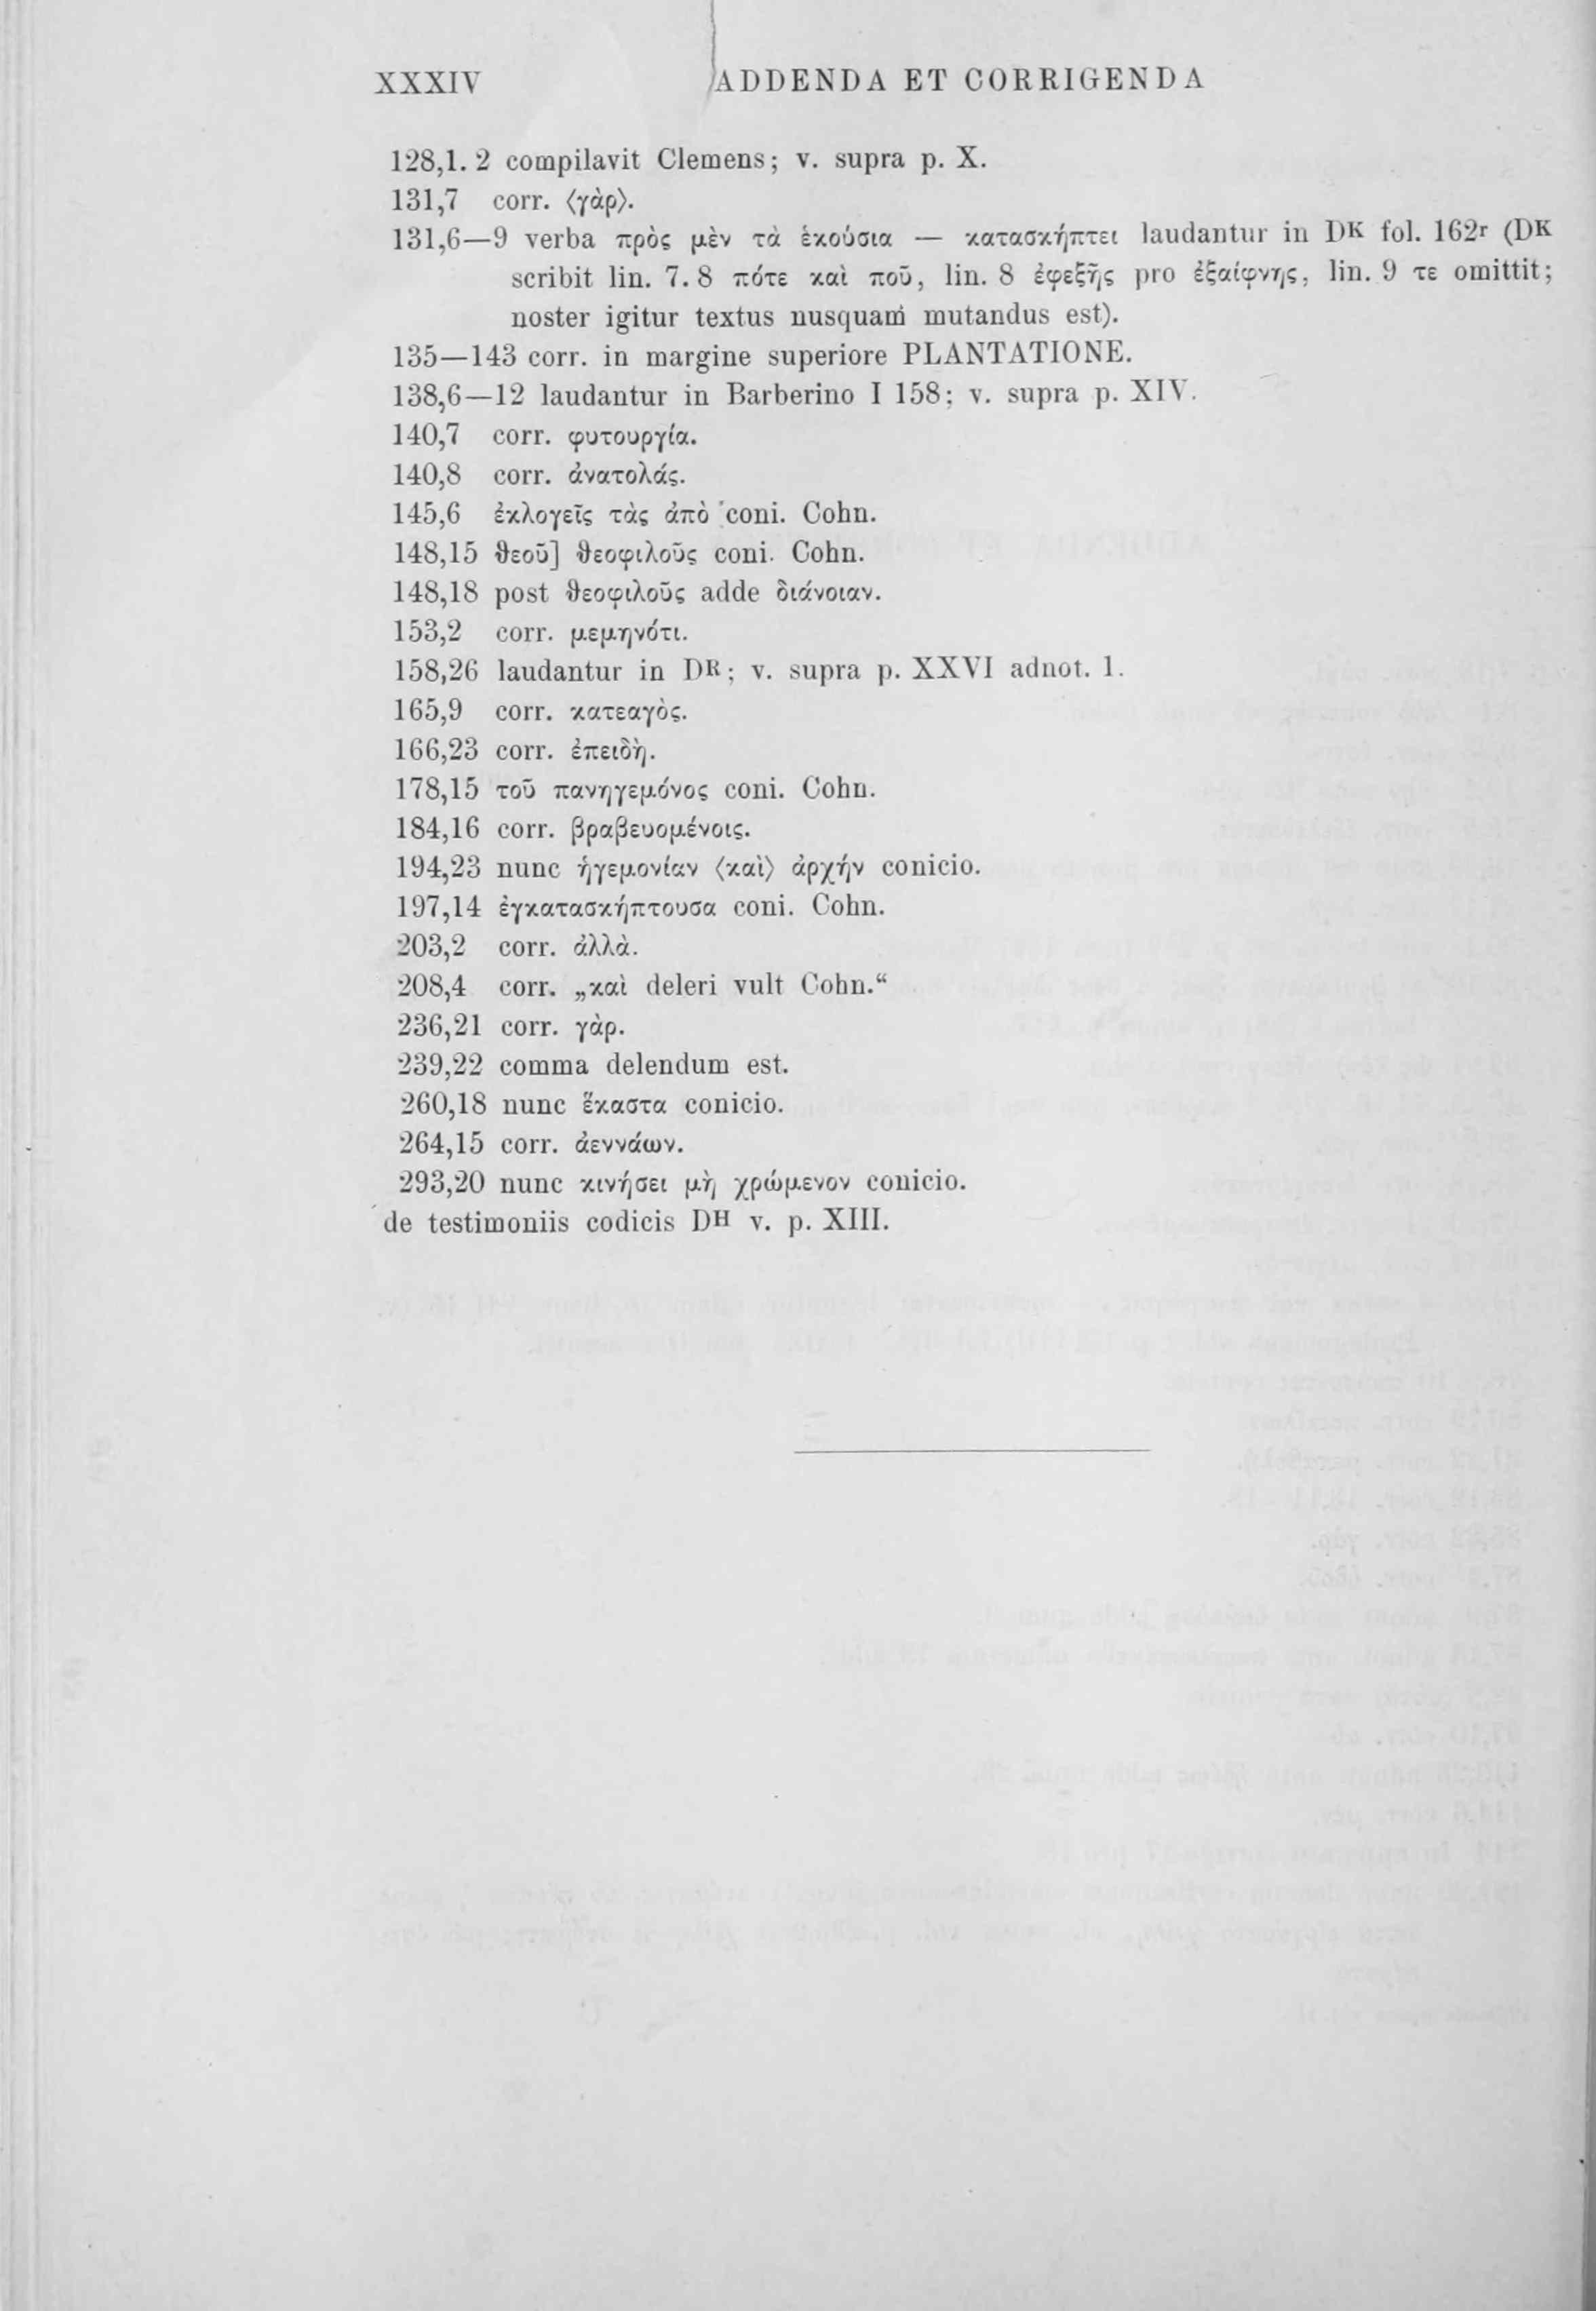 XXXIV ADDENDA ET CORRIGENDA
128,1. 2 compilavit Clemens; v. supra p. X.
131,7 corr. ⟨γὰρ⟩.
131,6—9 verba πρὸς μὲν τὰ ἑκούσια — κατασκήπτει laudantur in Dᴷ fol. 162ʳ (Dᴷ
scribit lin. 7. 8 πότε καὶ ποῦ, lin. 8 ἐφεξῆς pro ἐξαίφνης, lin. 9 τε omittit;
noster igitur textus nusquam mutandus est).
135—143 corr. in margine superiore PLANTATIONE.
138,6—12 laudantur in Barberino I 158; v. supra p. XIV.
140,7 corr. φυτουργία.
140,8 corr. ἀνατολάς.
145,6 ἐκλογεῖς τὰς ἀπὸ coni. Cohn.
148,15 ϑεοῦ] ϑεοφιλοῦς coni. Cohn.
148,18 post ϑεοφιλοῦς adde διάνοιαν.
153,2 corr. μεμηνότι.
158,26 laudantur in Dᴿ; v. supra p. XXVI adnot. 1.
165,9 corr. κατεαγὸς.
166,23 corr. ἐπειδὴ.
178,15 τοῦ πανηγεμόνος coni. Cohn.
184,16 corr. βραβευομένοις.
194,23 nunc ἡγεμονίαν ⟨καὶ⟩ ἀρχήν conicio.
197,14 ἐγκατασκήπτουσα coni. Cohn.
203,2 corr. ἀλλὰ.
208,4 corr. „καὶ deleri vult Cohn.“
236,21 corr. γὰρ.
239,22 comma delendum est.
260,18 nunc ἕκαστα conicio.
264,15 corr. ἀεννάων.
293,20 nunc κινήσει μὴ χρώμενον conicio.
de testimoniis codicis Dᴴ v. p. XIII.